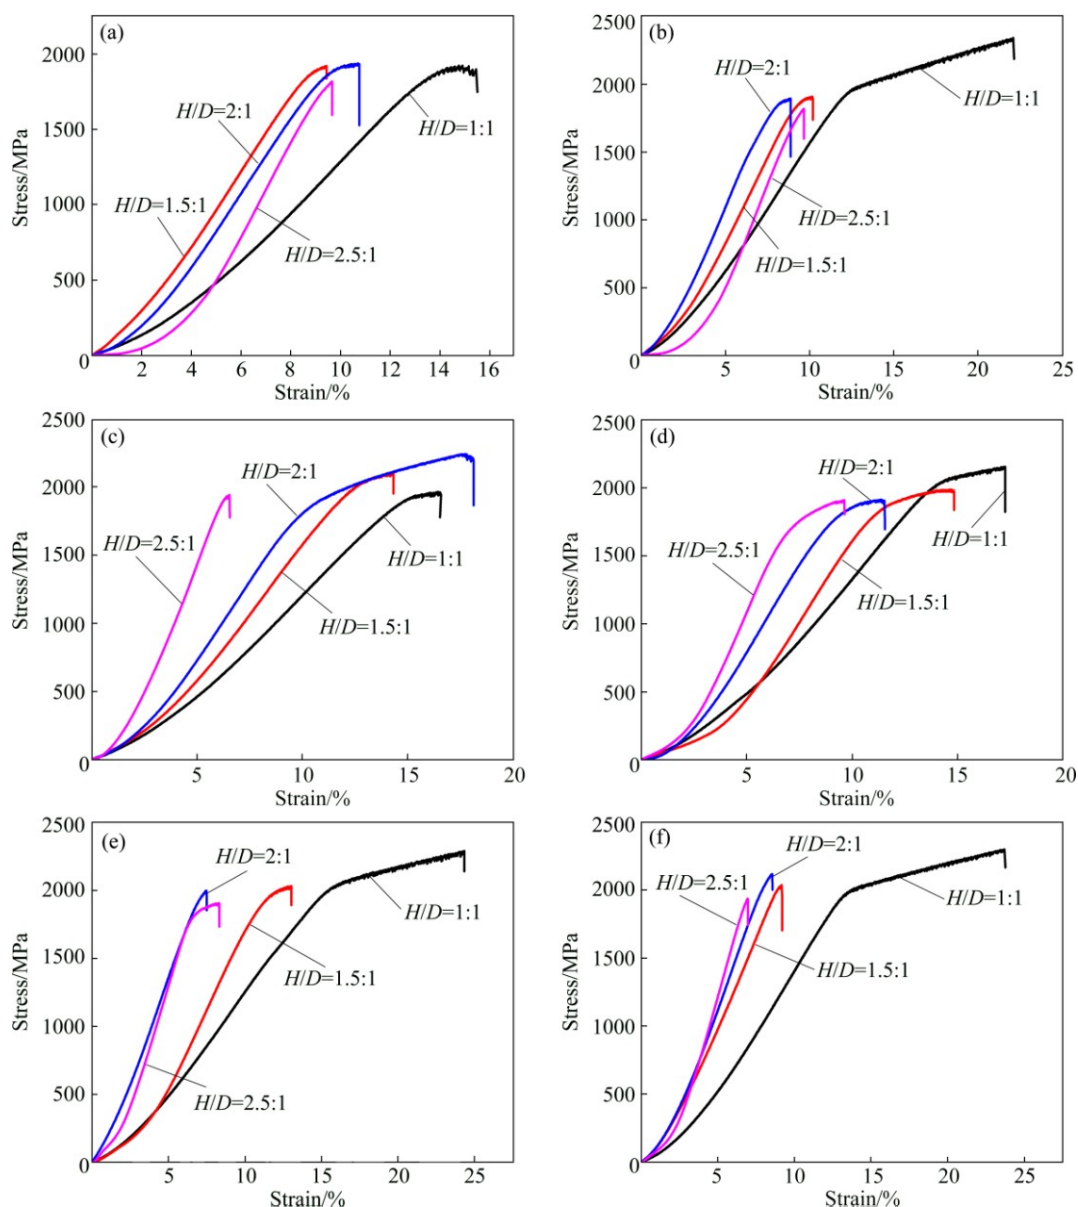 (a)
2000
1500
1000
500
0
Stress/MPa
H/D=2:1
H/D=1:1
H/D=1.5:1
H/D=2.5:1
2 4 6 8 10 12 14 16
Strain/%
(b)
2500
2000
1500
1000
500
0
Stress/MPa
H/D=2:1
H/D=1:1
H/D=2.5:1
H/D=1.5:1
5 10 15 20 25
Strain/%
(c)
2500
2000
1500
1000
500
0
Stress/MPa
H/D=2:1
H/D=2.5:1
H/D=1:1
H/D=1.5:1
5 10 15 20
Strain/%
(d)
2500
2000
1500
1000
500
0
Stress/MPa
H/D=2:1
H/D=2.5:1
H/D=1:1
H/D=1.5:1
5 10 15 20
Strain/%
(e)
2500
2000
1500
1000
500
0
Stress/MPa
H/D=2:1
H/D=1:1
H/D=1.5:1
H/D=2.5:1
5 10 15 20 25
Strain/%
(f)
2500
2000
1500
1000
500
0
Stress/MPa
H/D=2:1
H/D=2.5:1
H/D=1:1
H/D=1.5:1
5 10 15 20 25
Strain/%